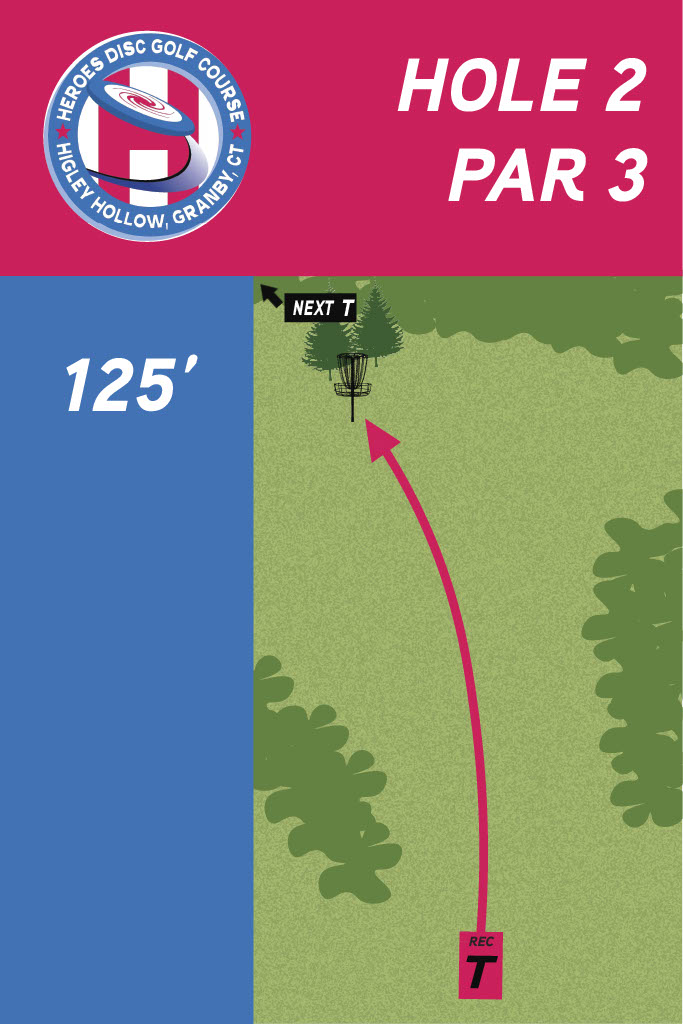 HEROES DISC GOLF COURSE
HIGLEY HOLLOW, GRANBY, CT
HOLE 2
PAR 3
125’
NEXT T
REC
T